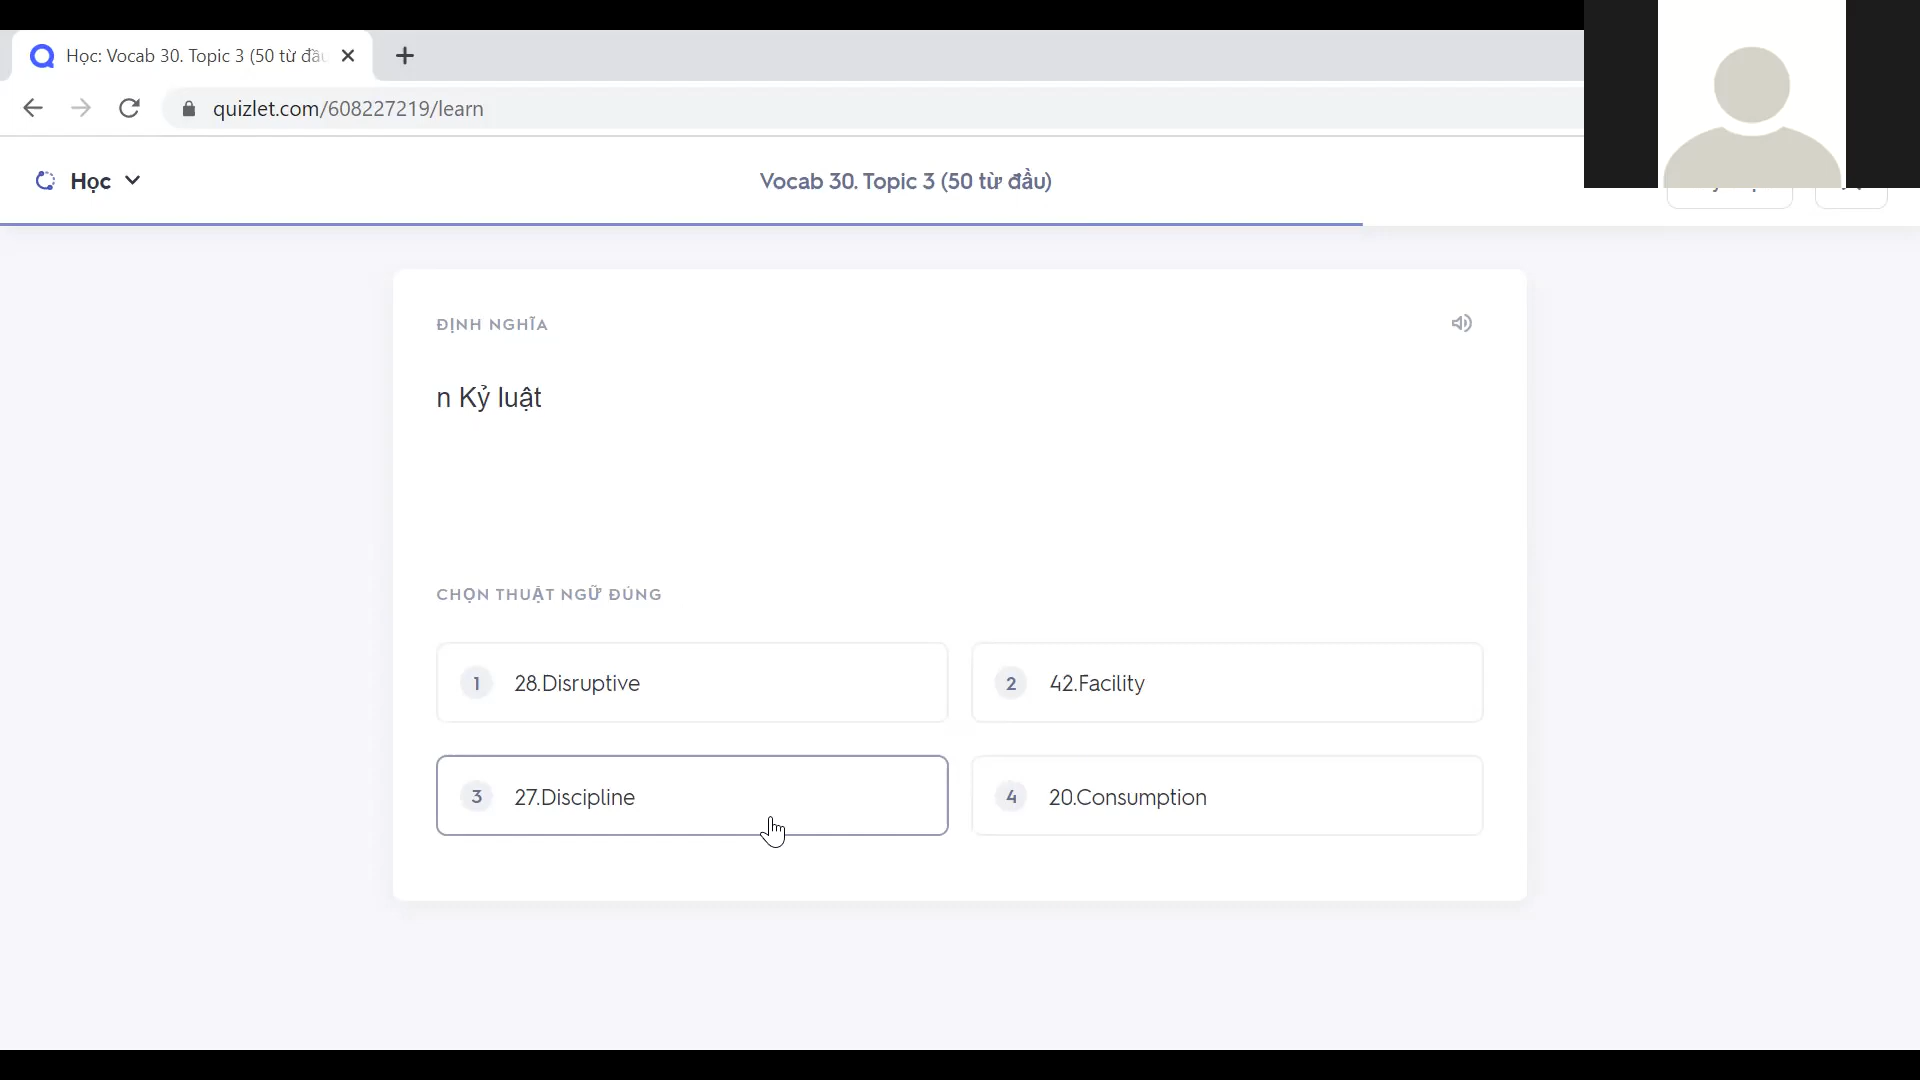 Học: Vocab 30. Topic 3 (50 từ đầu
quizlet.com/608227219/learn
Học
Vocab 30. Topic 3 (50 từ đầu)
ĐỊNH NGHĨA
n Kỷ luật
CHỌN THUẬT NGỮ ĐÚNG
1 28.Disruptive
2 42.Facility
3 27.Discipline
4 20.Consumption